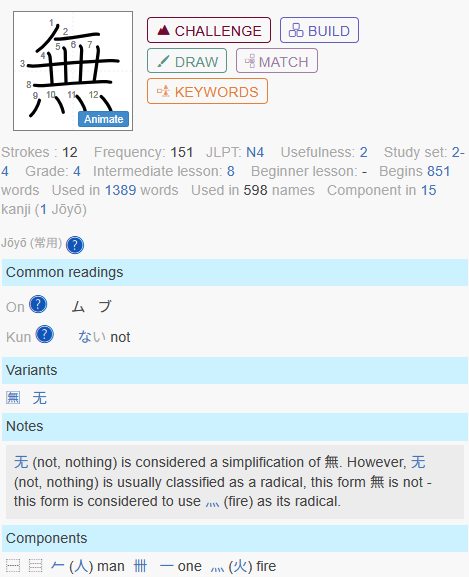 無
1
2
3
4
5
6
7
8
9
10
11
12
Animate
CHALLENGE
BUILD
DRAW
MATCH
KEYWORDS
Strokes : 12 Frequency: 151 JLPT: N4 Usefulness: 2 Study set: 2-
4 Grade: 4 Intermediate lesson: 8 Beginner lesson: - Begins 851
words Used in 1389 words Used in 598 names Component in 15
kanji (1 Jōyō)
Jōyō (常用) ?
Common readings
On ? ム ブ
Kun ? ない not
Variants
無 无
Notes
无 (not, nothing) is considered a simplification of 無. However, 无
(not, nothing) is usually classified as a radical, this form 無 is not -
this form is considered to use 灬 (fire) as its radical.
Components
𠂉 (人) man 卌 一 one 灬 (火) fire